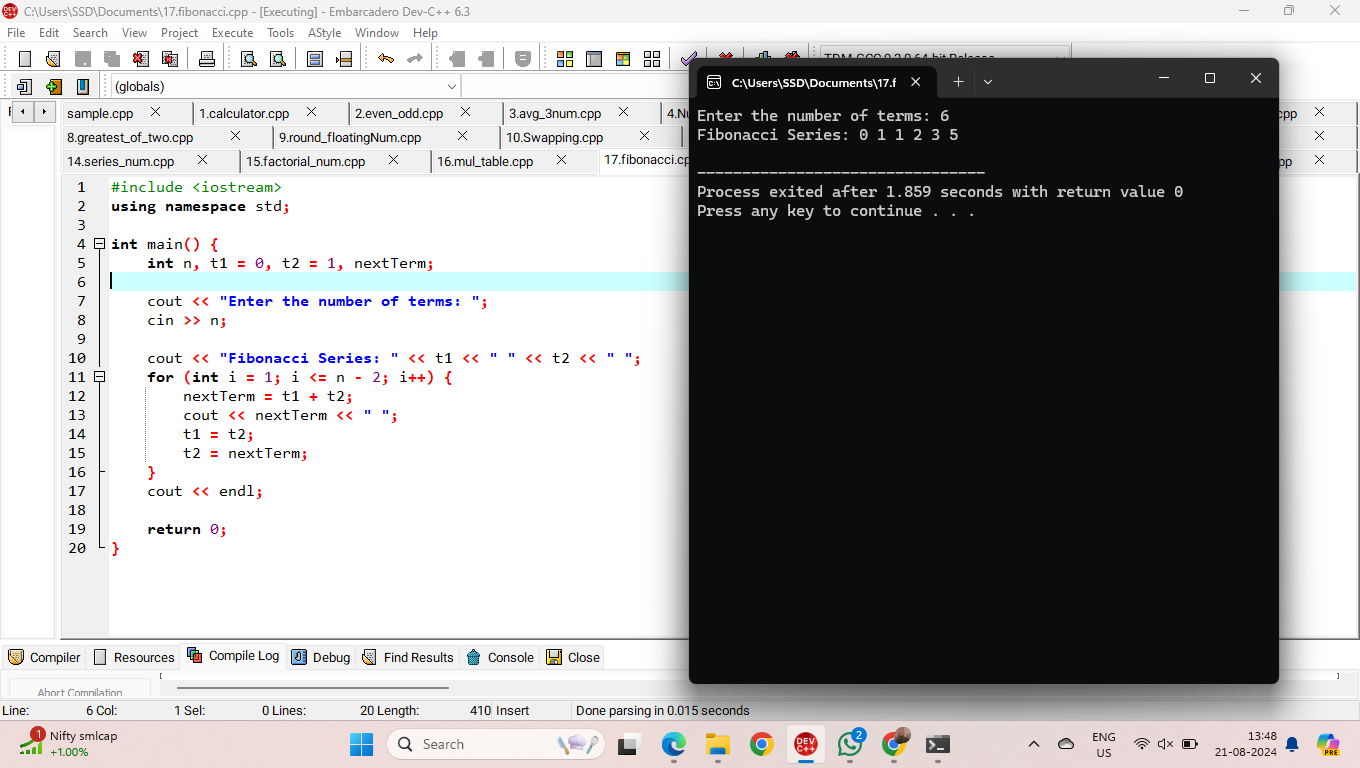 C:\Users\SSD\Documents\17.fibonacci.cpp - [Executing] - Embarcadero Dev-C++ 6.3
File Edit Search View Project Execute Tools AStyle Window Help
(globals)
sample.cpp 1.calculator.cpp 2.even_odd.cpp 3.avg_3num.cpp
8.greatest_of_two.cpp 9.round_floatingNum.cpp 10.Swapping.cpp
14.series_num.cpp 15.factorial_num.cpp 16.mul_table.cpp 17.fibonacci.cp
1 #include <iostream>
2 using namespace std;
3
4 int main() {
5 int n, t1 = 0, t2 = 1, nextTerm;
6
7 cout << "Enter the number of terms: ";
8 cin >> n;
9
10 cout << "Fibonacci Series: " << t1 << " " << t2 << " ";
11 for (int i = 1; i <= n - 2; i++) {
12 nextTerm = t1 + t2;
13 cout << nextTerm << " ";
14 t1 = t2;
15 t2 = nextTerm;
16 }
17 cout << endl;
18
19 return 0;
20 }
C:\Users\SSD\Documents\17.f
Enter the number of terms: 6
Fibonacci Series: 0 1 1 2 3 5
--------------------------------
Process exited after 1.859 seconds with return value 0
Press any key to continue . . .
Compiler Resources Compile Log Debug Find Results Console Close
Abort Compilation
Line: 6 Col: 1 Sel: 0 Lines: 20 Length: 410 Insert Done parsing in 0.015 seconds
1 Nifty smlcap
+1.00%
Search
DEV C++
2
ENG
US
13:48
21-08-2024
PRE